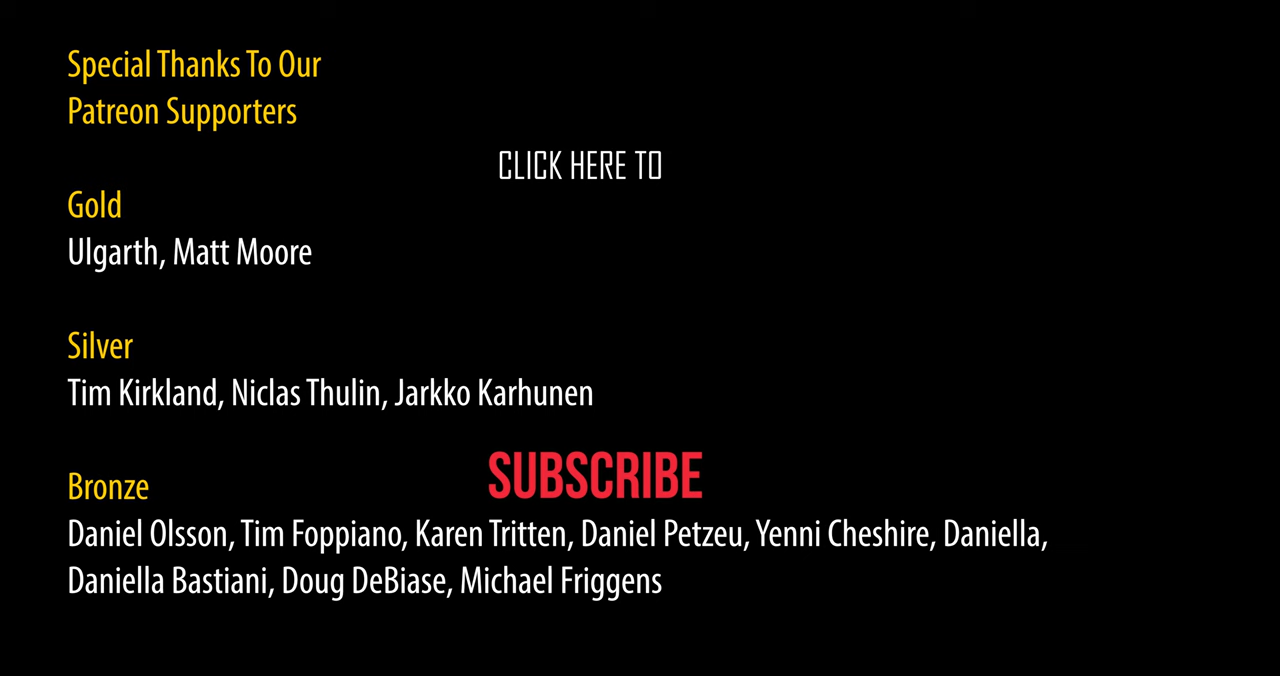 Special Thanks To Our
Patreon Supporters
CLICK HERE TO
Gold
Ulgarth, Matt Moore
Silver
Tim Kirkland, Niclas Thulin, Jarkko Karhunen
SUBSCRIBE
Bronze
Daniel Olsson, Tim Foppiano, Karen Tritten, Daniel Petzeu, Yenni Cheshire, Daniella,
Daniella Bastiani, Doug DeBiase, Michael Friggens